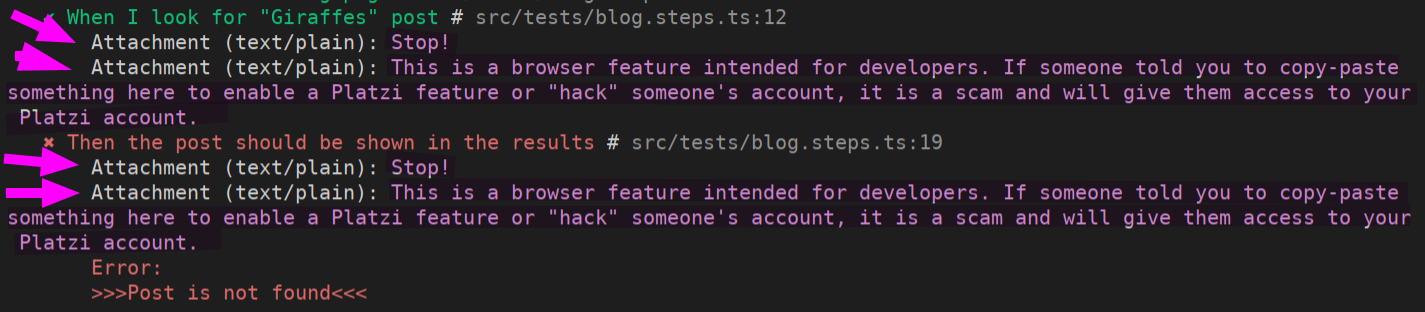 ✔ When I look for "Giraffes" post # src/tests/blog.steps.ts:12
Attachment (text/plain): Stop!
Attachment (text/plain): This is a browser feature intended for developers. If someone told you to copy-paste
something here to enable a Platzi feature or "hack" someone's account, it is a scam and will give them access to your
Platzi account.
✖ Then the post should be shown in the results # src/tests/blog.steps.ts:19
Attachment (text/plain): Stop!
Attachment (text/plain): This is a browser feature intended for developers. If someone told you to copy-paste
something here to enable a Platzi feature or "hack" someone's account, it is a scam and will give them access to your
Platzi account.
Error:
>>>Post is not found<<<